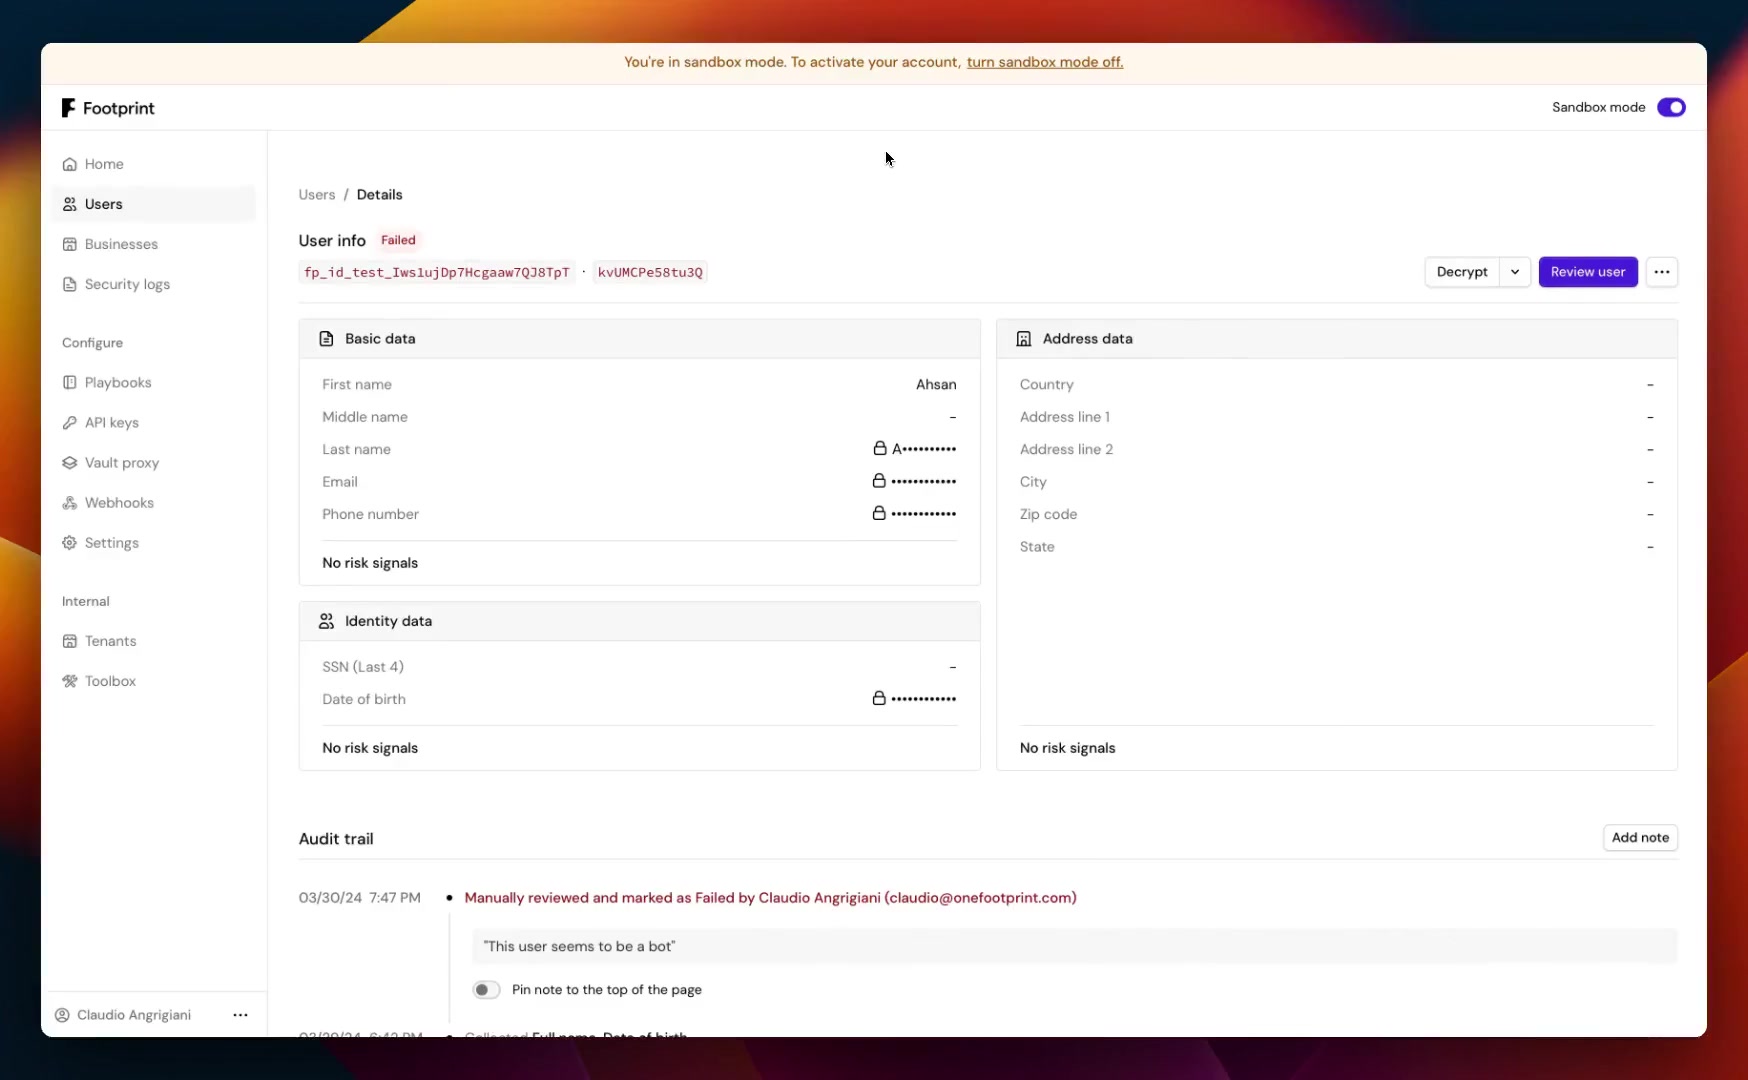 You're in sandbox mode. To activate your account, turn sandbox mode off.
Footprint
Sandbox mode
Home
Users
Businesses
Security logs
Configure
Playbooks
API keys
Vault proxy
Webhooks
Settings
Internal
Tenants
Toolbox
Claudio Angrigiani
Users / Details
User info Failed
fp_id_test_Iws1ujDp7Hcgaaw7QJ8TpT · kvUMCPe58tu3Q
Decrypt
Review user
Basic data
First name Ahsan
Middle name -
Last name A••••••••••
Email ••••••••••••
Phone number ••••••••••••
No risk signals
Identity data
SSN (Last 4) -
Date of birth ••••••••••••
No risk signals
Address data
Country -
Address line 1 -
Address line 2 -
City -
Zip code -
State -
No risk signals
Audit trail
Add note
03/30/24 7:47 PM Manually reviewed and marked as Failed by Claudio Angrigiani (claudio@onefootprint.com)
"This user seems to be a bot"
Pin note to the top of the page
Collected Full name, Date of birth